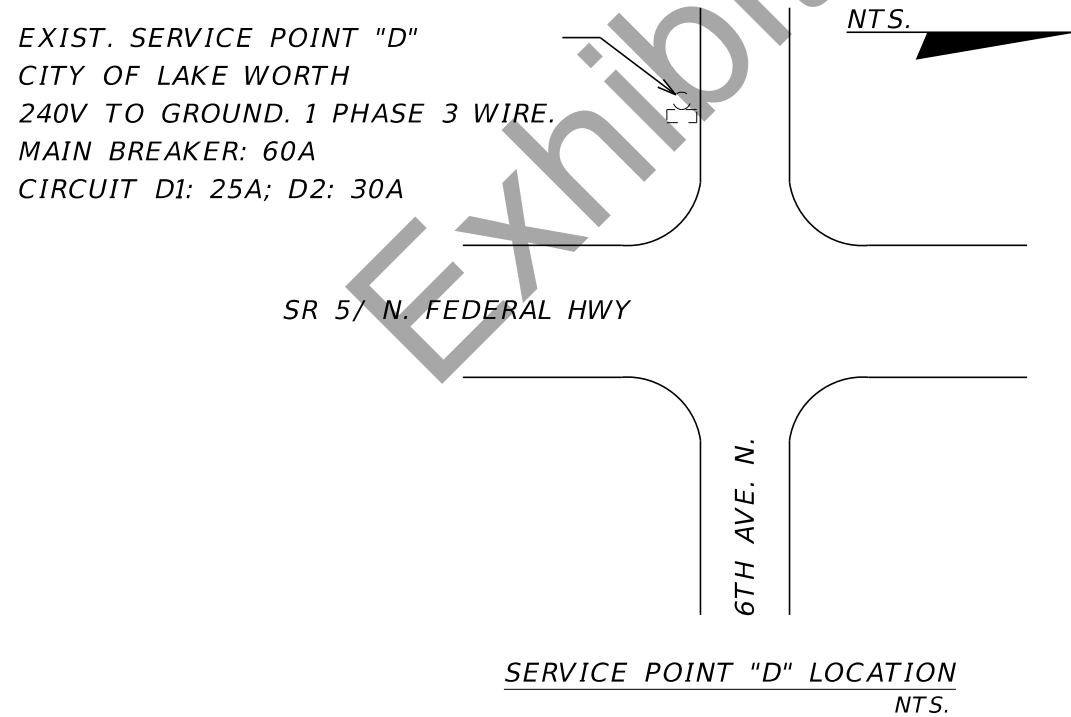 NTS.
EXIST. SERVICE POINT "D"
CITY OF LAKE WORTH
240V TO GROUND. 1 PHASE 3 WIRE.
MAIN BREAKER: 60A
CIRCUIT D1: 25A; D2: 30A
SR 5/ N. FEDERAL HWY
6TH AVE. N.
SERVICE POINT "D" LOCATION
NTS.